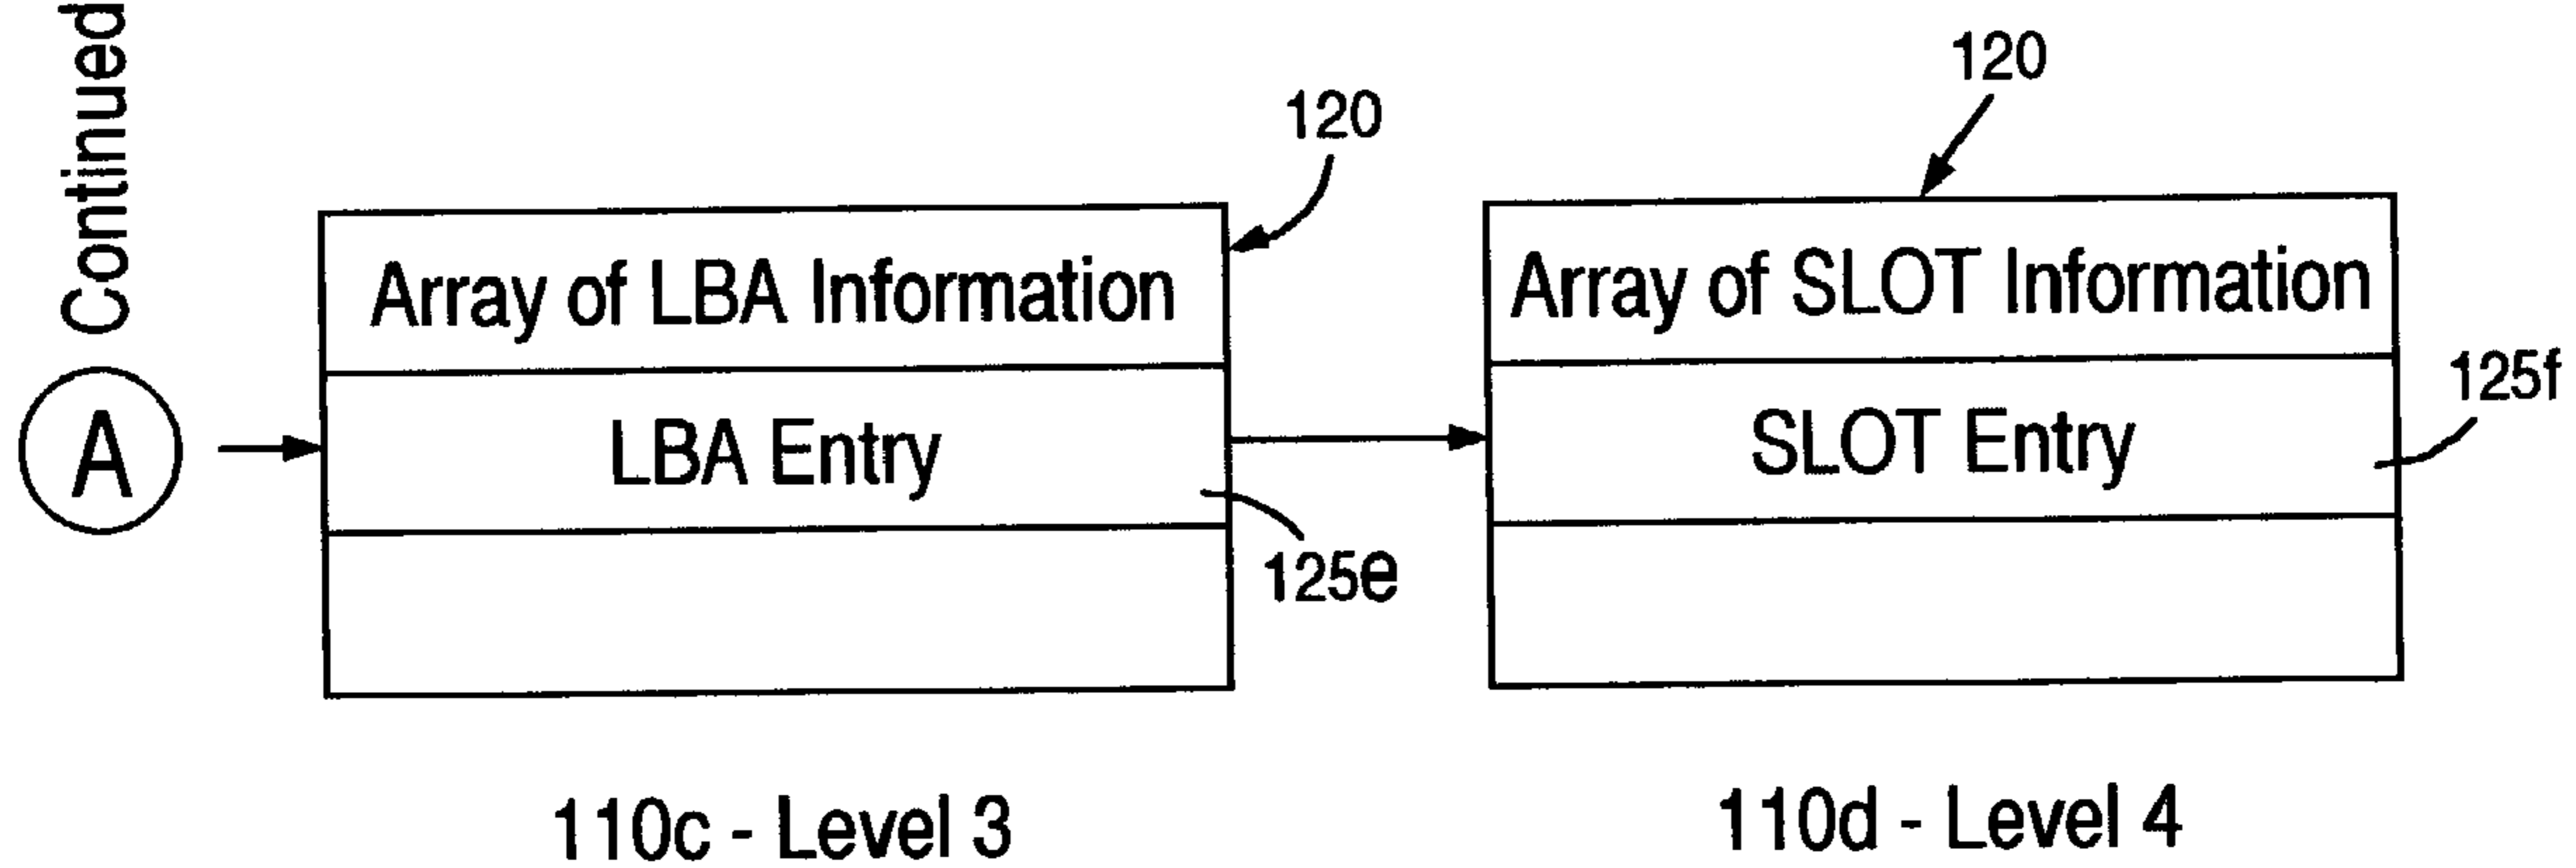 Continued
A
120
Array of LBA Information
LBA Entry
125e
110c - Level 3
120
Array of SLOT Information
SLOT Entry
125f
110d - Level 4